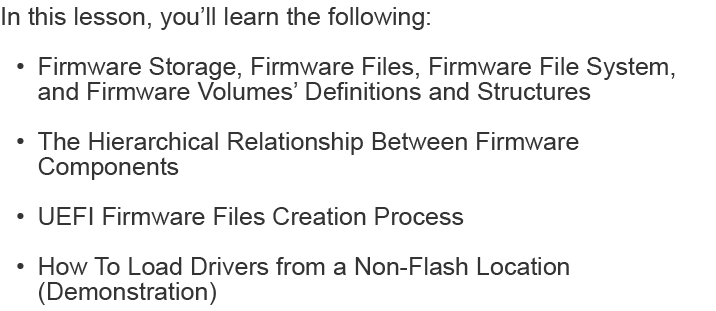 In this lesson, you’ll learn the following:
• Firmware Storage, Firmware Files, Firmware File System,
and Firmware Volumes’ Definitions and Structures
• The Hierarchical Relationship Between Firmware
Components
• UEFI Firmware Files Creation Process
• How To Load Drivers from a Non-Flash Location
(Demonstration)